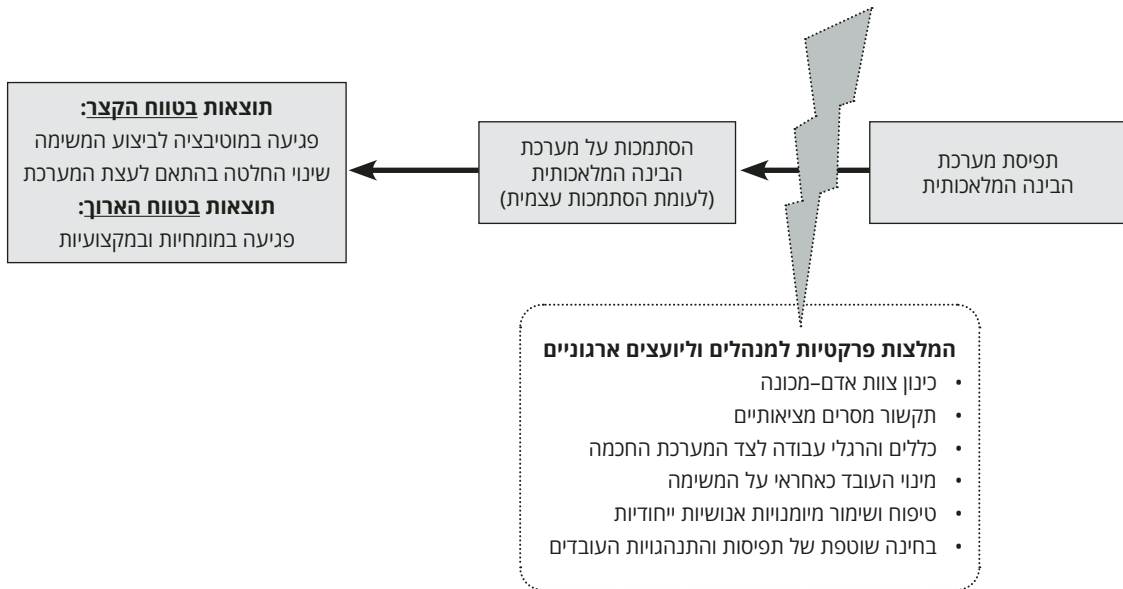 תפיסת מערכת
הבינה המלאכותית
הסתמכות על מערכת
הבינה המלאכותית
(לעומת הסתמכות עצמית)
תוצאות בטווח הקצר:
פגיעה במוטיבציה לביצוע המשימה
שינוי החלטה בהתאם לעצת המערכת
תוצאות בטווח הארוך:
פגיעה במומחיות ובמקצועיות
המלצות פרקטיות למנהלים וליועצים ארגוניים
• כינון צוות אדם–מכונה
• תקשור מסרים מציאותיים
• כללים והרגלי עבודה לצד המערכת החכמה
• מינוי העובד כאחראי על המשימה
• טיפוח ושימור מיומנויות אנושיות ייחודיות
• בחינה שוטפת של תפיסות והתנהגויות העובדים